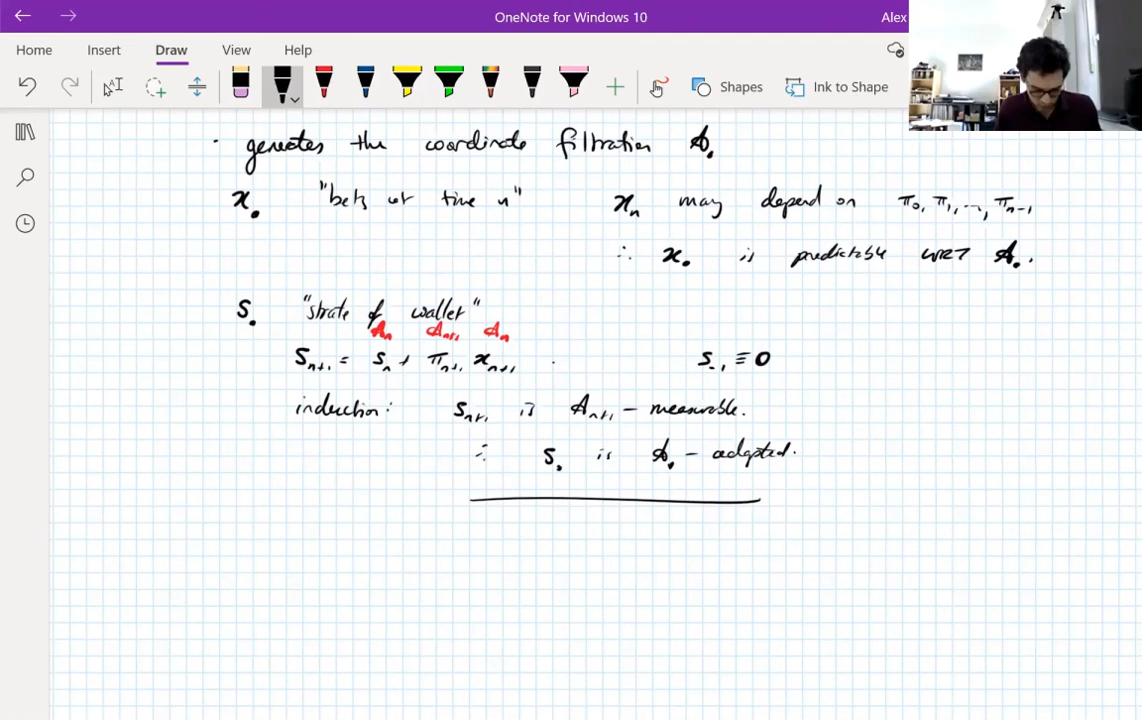 OneNote for Windows 10
Alex
Home Insert Draw View Help
Shapes Ink to Shape
· generates the coordinate filtration 𝒜.
x. "bets at time n" xₙ may depend on π₀, π₁, ..., πₙ₋₁
∴ x. is predictable WRT 𝒜.
S. "state of wallet"
𝒜ₙ 𝒜ₙ₊₁ 𝒜ₙ
Sₙ₊₁ = Sₙ + πₙ₊₁ xₙ₊₁ . S₋₁ ≡ 0
induction: Sₙ₊₁ is 𝒜ₙ₊₁ - measurable.
∴ S. is 𝒜. - adapted.